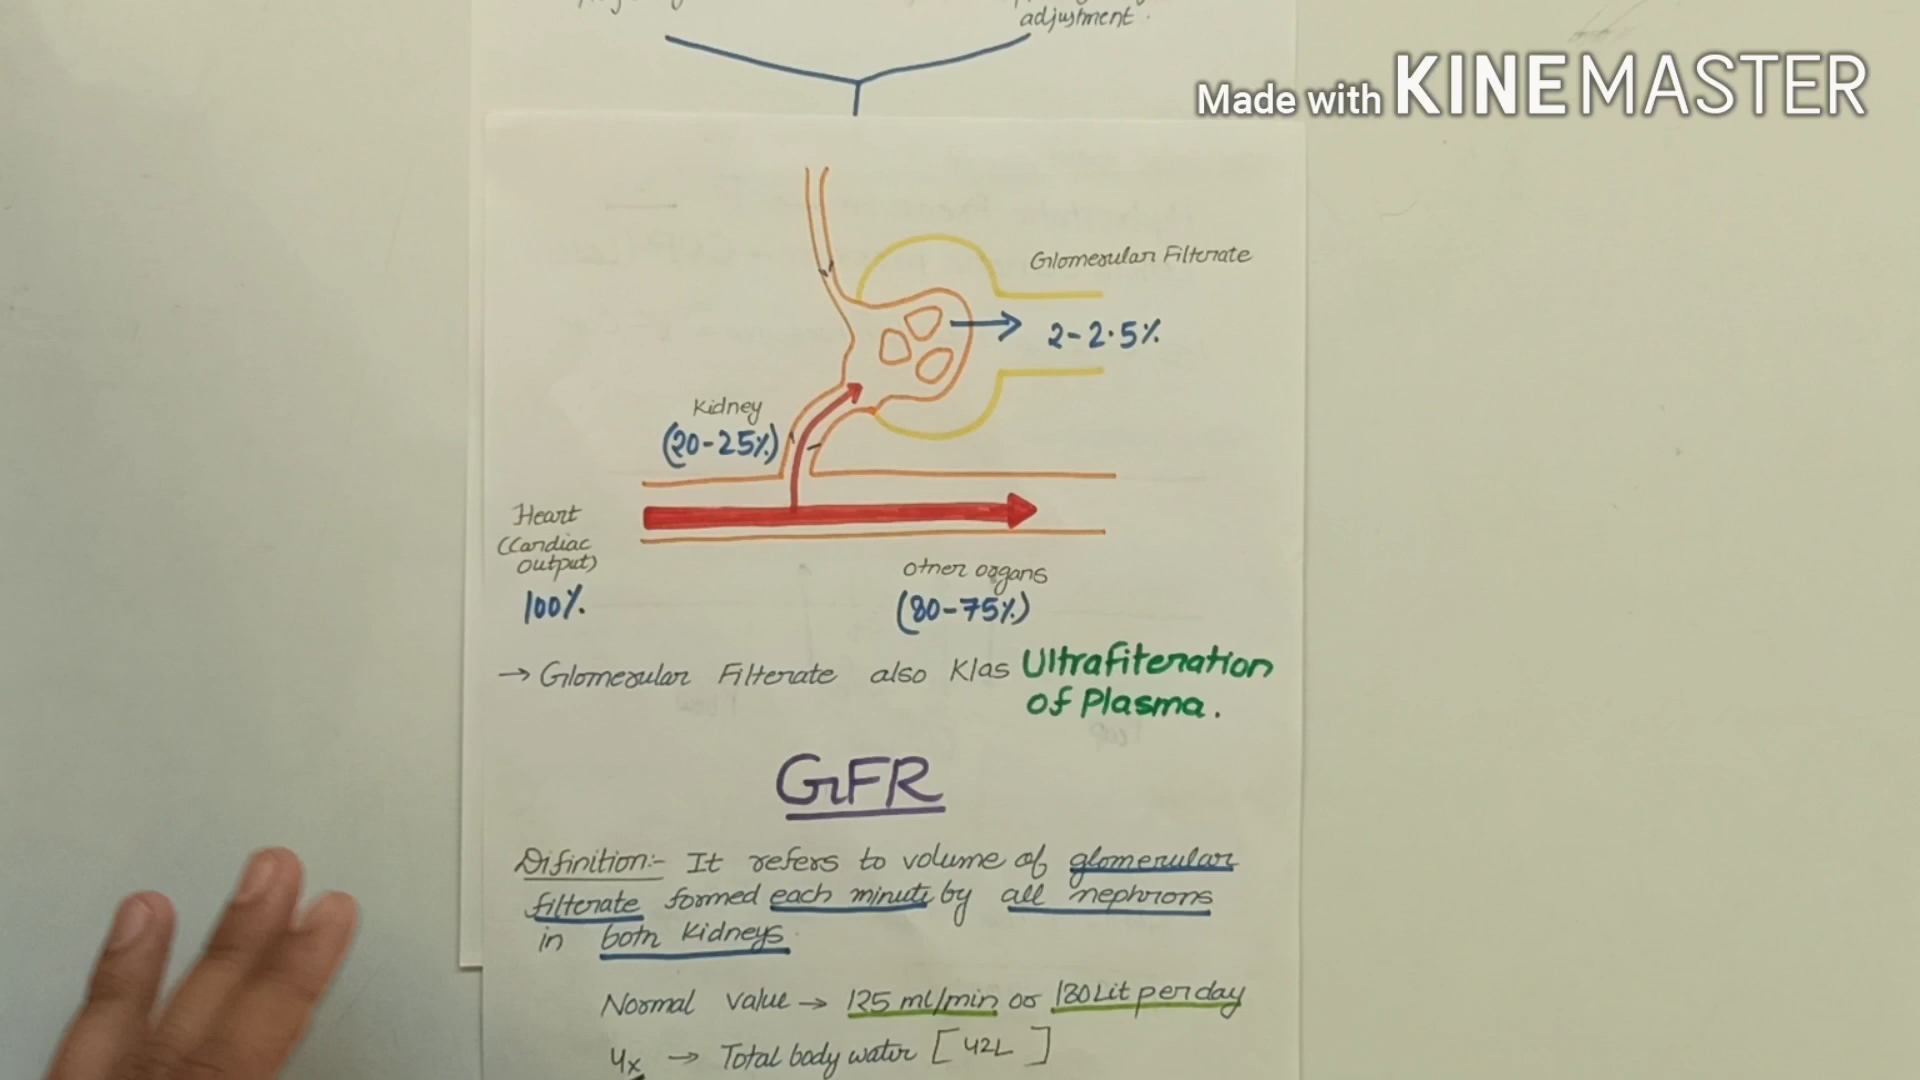 adjustment.
Made with KINEMASTER
Glomerular Filterate
2-2.5%
Kidney
(20-25%)
Heart
(Cardiac
output)
100%.
other organs
(80-75%)
→ Glomerular Filterate also Klas Ultrafiteration
of Plasma.
GFR
Difinition:- It refers to volume of glomerular
filterate formed each minute by all nephrons
in both Kidneys.
Normal value → 125 ml/min or 180 Lit per day
4x → Total body water [42L]